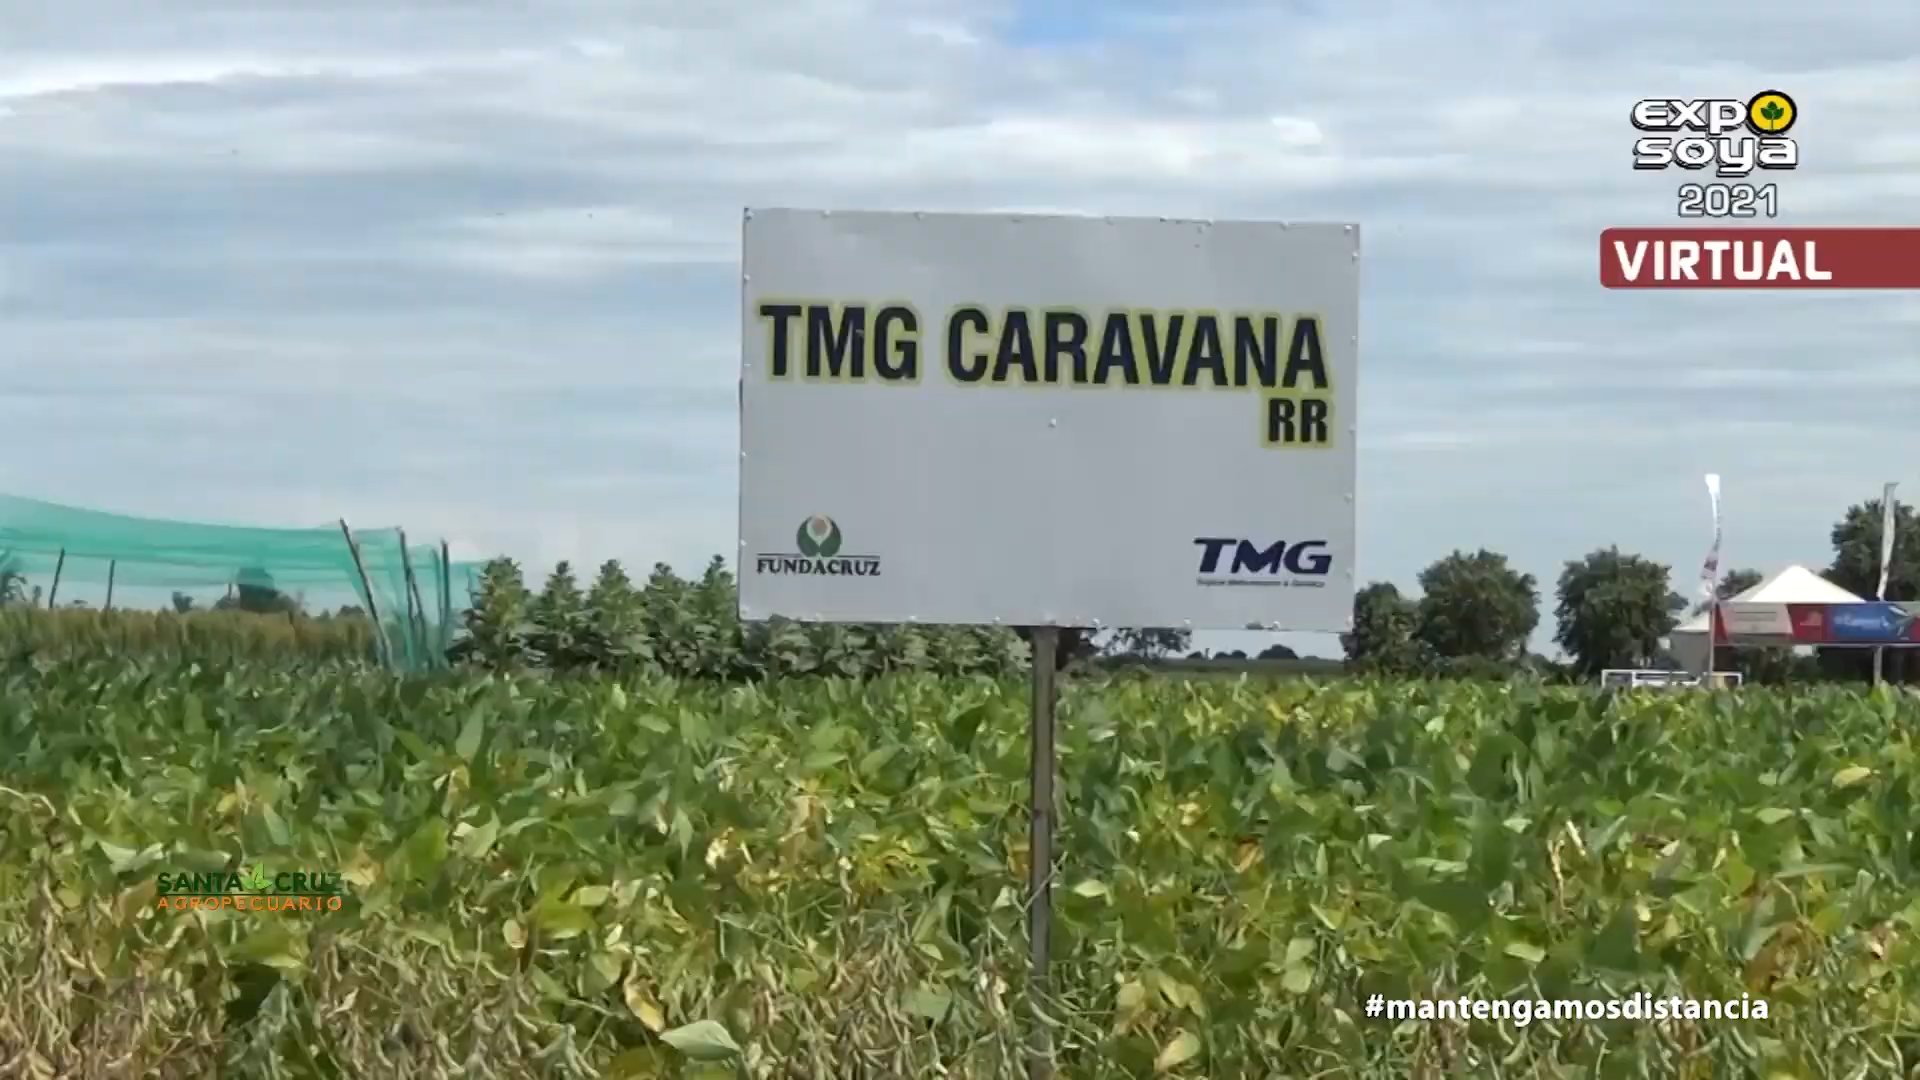 EXPO
soya
2021
VIRTUAL
TMG CARAVANA
RR
FUNDACRUZ
TMG
SANTA CRUZ
AGROPECUARIO
#mantengamosdistancia